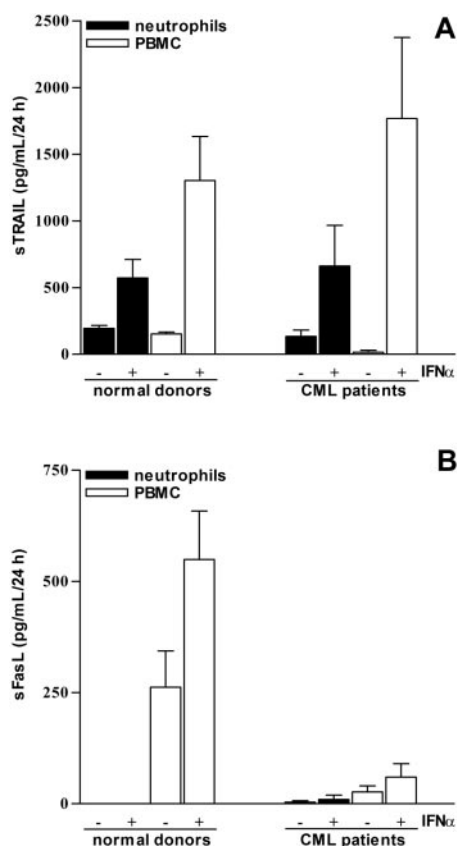 A
neutrophils
PBMC
sTRAIL (pg/mL/24 h)
2500
2000
1500
1000
500
0
- + - + - + - + IFNα
normal donors CML patients
B
neutrophils
PBMC
sFasL (pg/mL/24 h)
750
500
250
0
- + - + - + - + IFNα
normal donors CML patients